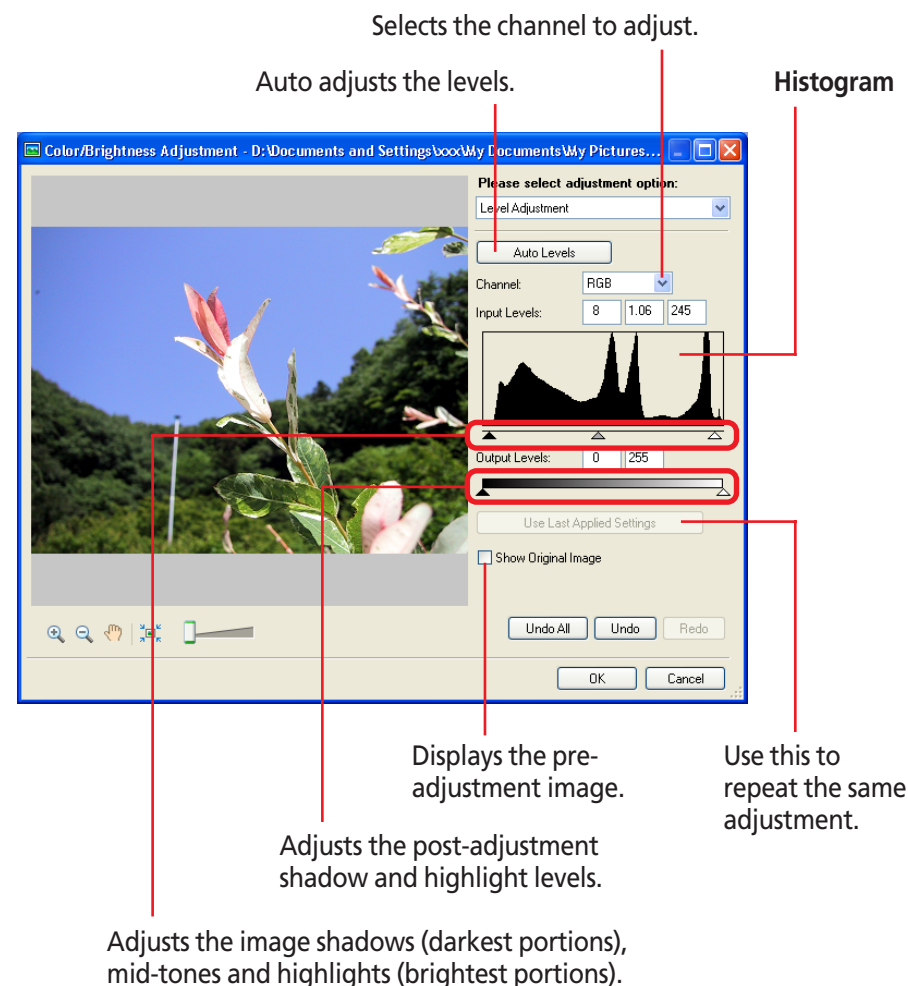 Selects the channel to adjust.
Auto adjusts the levels.
Histogram
Color/Brightness Adjustment - D:\Documents and Settings\xxx\My Documents\My Pictures...
Please select adjustment option:
Level Adjustment
Auto Levels
Channel: RGB
Input Levels: 8 1.06 245
Output Levels: 0 255
Use Last Applied Settings
Show Original Image
Undo All Undo Redo
OK Cancel
Displays the pre-
adjustment image.
Use this to
repeat the same
adjustment.
Adjusts the post-adjustment
shadow and highlight levels.
Adjusts the image shadows (darkest portions),
mid-tones and highlights (brightest portions).